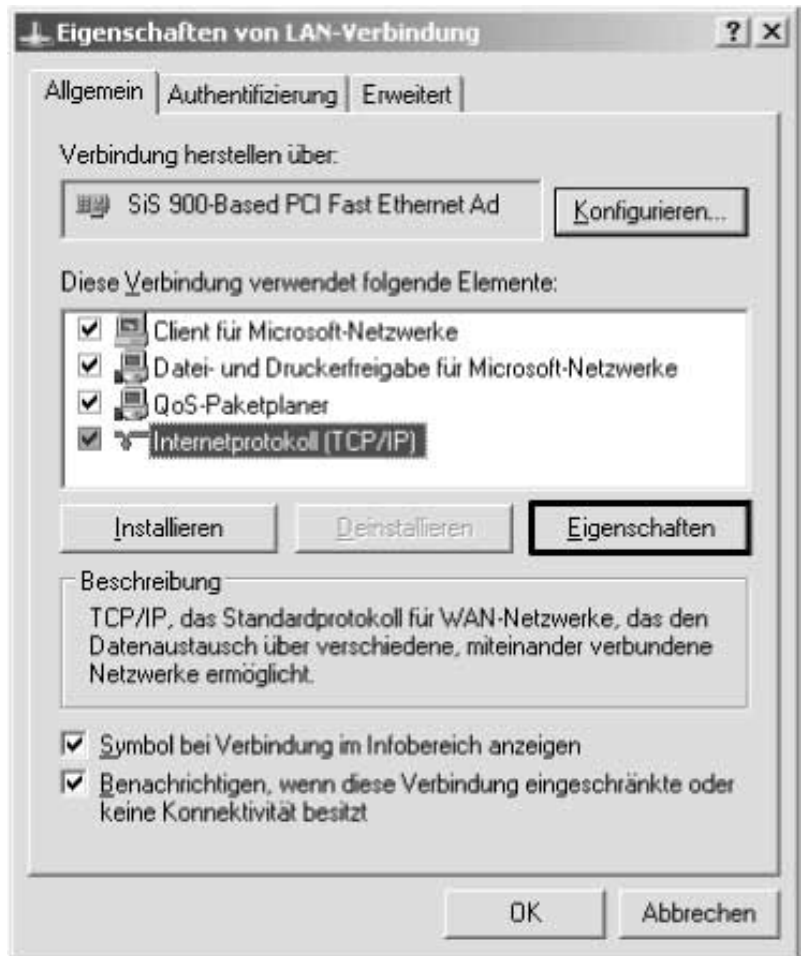 Eigenschaften von LAN-Verbindung
Allgemein Authentifizierung Erweitert
Verbindung herstellen über:
SiS 900-Based PCI Fast Ethernet Ad
Konfigurieren...
Diese Verbindung verwendet folgende Elemente:
Client für Microsoft-Netzwerke
Datei- und Druckerfreigabe für Microsoft-Netzwerke
QoS-Paketplaner
Internetprotokoll (TCP/IP)
Installieren Deinstallieren Eigenschaften
Beschreibung
TCP/IP, das Standardprotokoll für WAN-Netzwerke, das den
Datenaustausch über verschiedene, miteinander verbundene
Netzwerke ermöglicht.
Symbol bei Verbindung im Infobereich anzeigen
Benachrichtigen, wenn diese Verbindung eingeschränkte oder
keine Konnektivität besitzt
OK Abbrechen